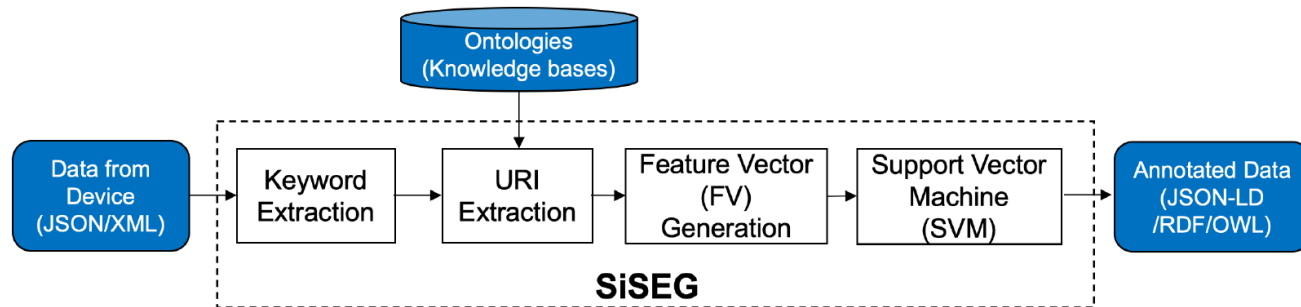 Ontologies
(Knowledge bases)
Data from
Device
(JSON/XML)
Keyword
Extraction
URI
Extraction
Feature Vector
(FV)
Generation
Support Vector
Machine
(SVM)
Annotated Data
(JSON-LD
/RDF/OWL)
SiSEG